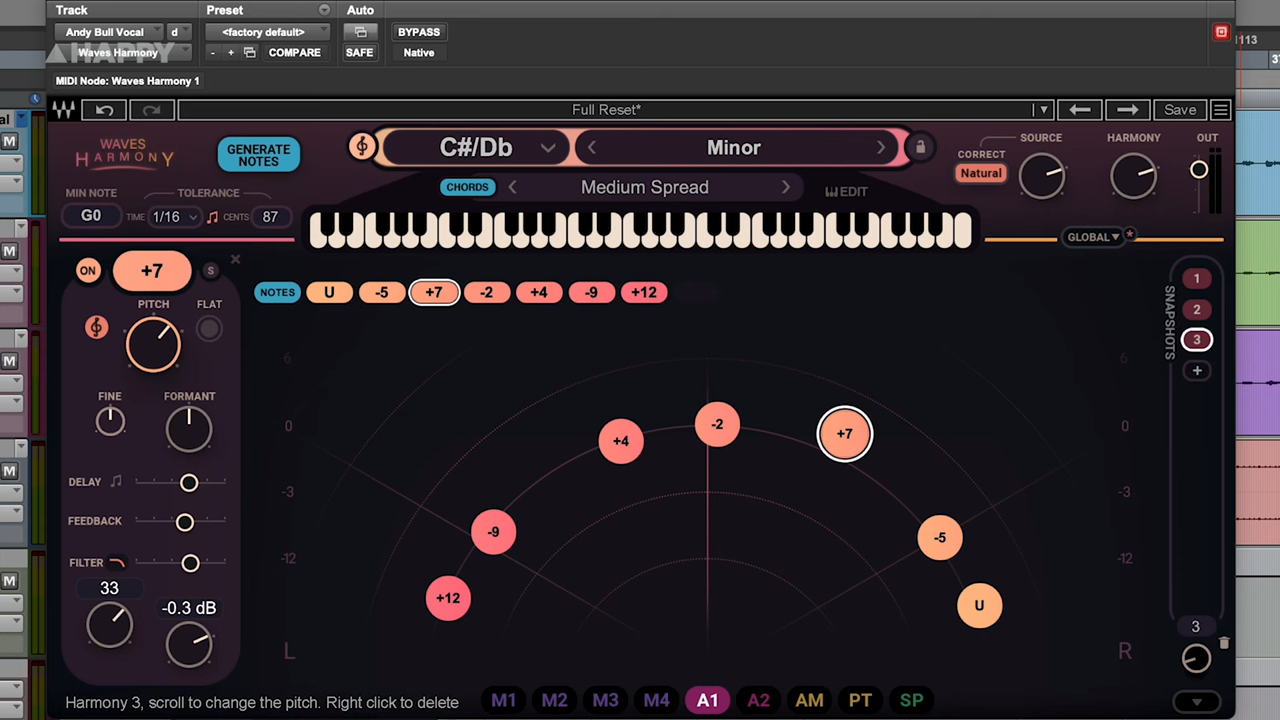 Track Preset Auto
Andy Bull Vocal d <factory default>
Waves Harmony - + COMPARE SAFE
BYPASS
Native
HAPPY
MIDI Node: Waves Harmony 1
Full Reset*
Save
WAVES
HARMONY
GENERATE
NOTES
C#/Db Minor
CORRECT
Natural
SOURCE HARMONY OUT
CHORDS Medium Spread EDIT
MIN NOTE TOLERANCE
G0 TIME 1/16 CENTS 87
GLOBAL
ON +7 S
PITCH FLAT
FINE FORMANT
DELAY
FEEDBACK
FILTER
33
-0.3 dB
NOTES U -5 +7 -2 +4 -9 +12
6 6
0 0
-3 -3
-12 -12
L R
+4 -2 +7
-9 -5
+12 U
SNAPSHOTS
1
2
3
+
3
113
M
M
M
M
M
Harmony 3, scroll to change the pitch. Right click to delete
M1 M2 M3 M4 A1 A2 AM PT SP